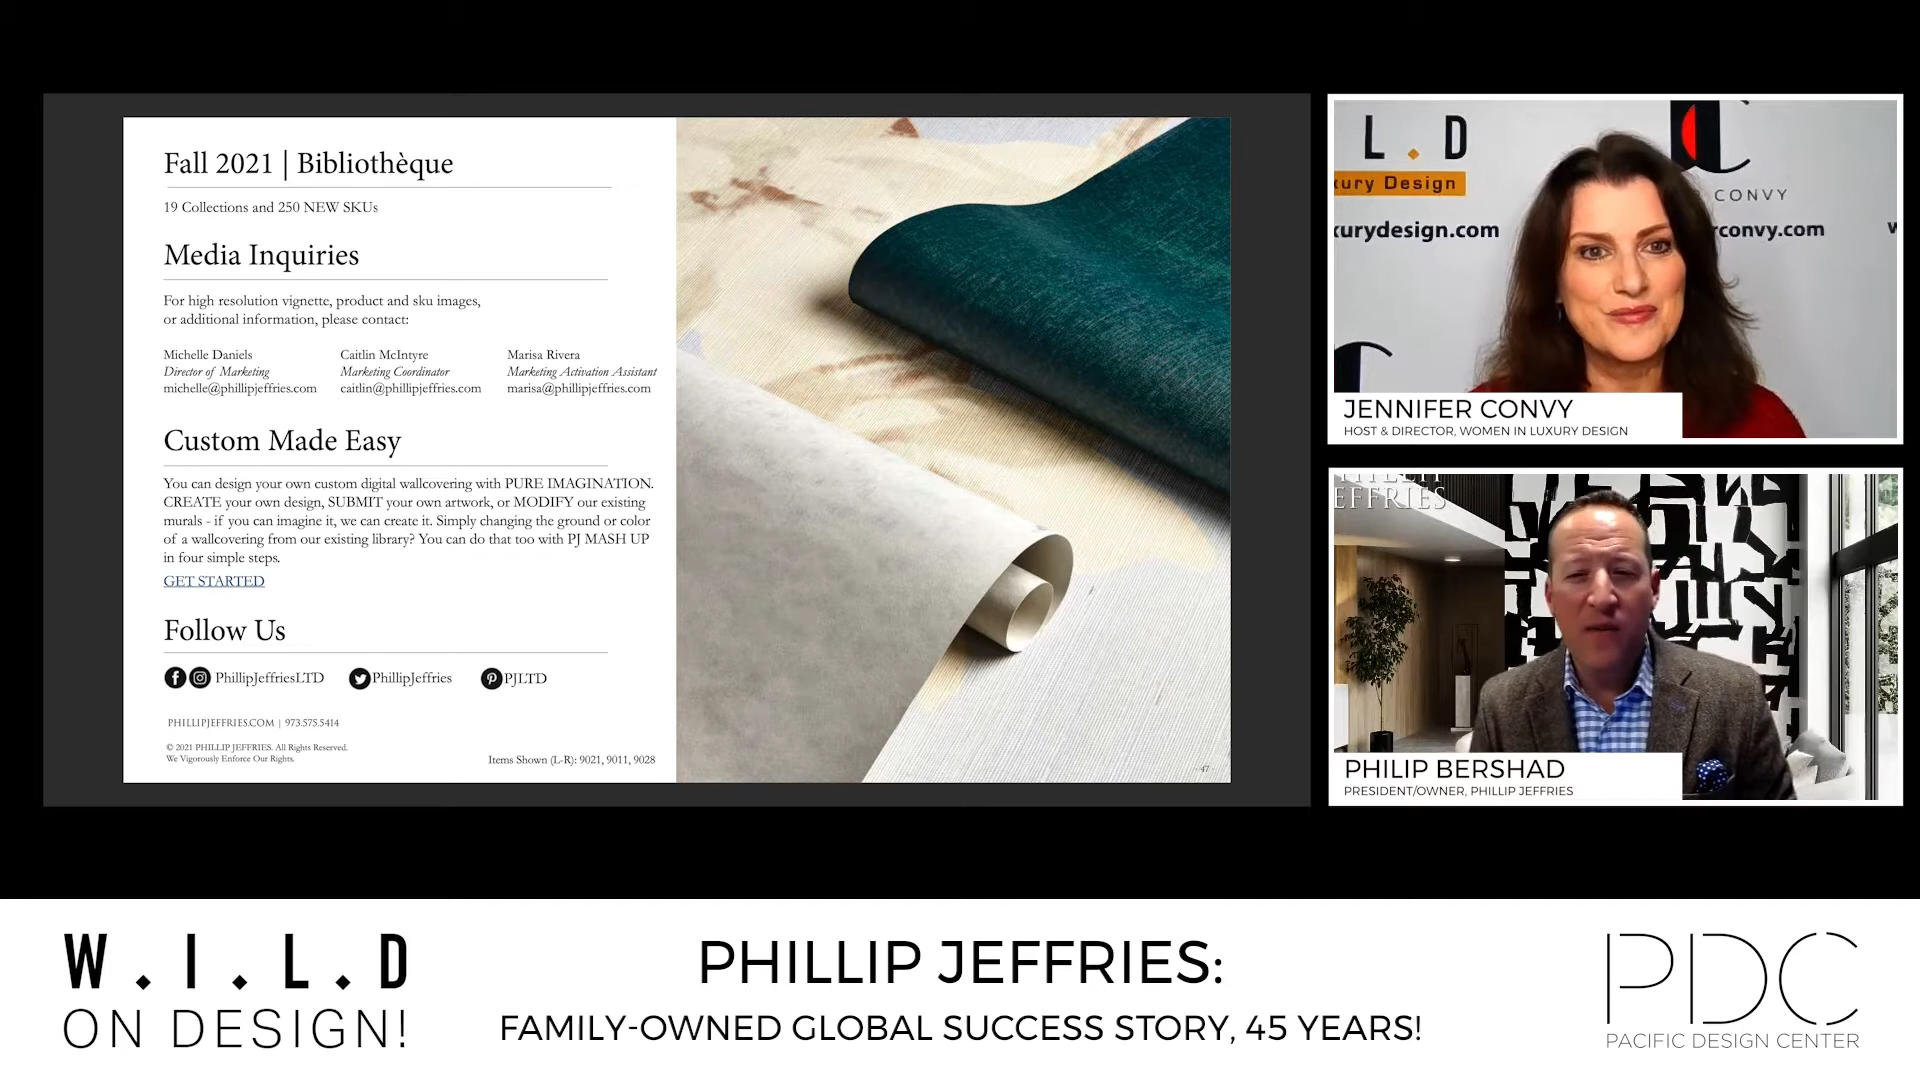 Fall 2021 | Bibliothèque
19 Collections and 250 NEW SKUs
Media Inquiries
For high resolution vignette, product and sku images,
or additional information, please contact:
Michelle Daniels
Director of Marketing
michelle@phillipjeffries.com
Caitlin McIntyre
Marketing Coordinator
caitlin@phillipjeffries.com
Marisa Rivera
Marketing Activation Assistant
marisa@phillipjeffries.com
Custom Made Easy
You can design your own custom digital wallcovering with PURE IMAGINATION.
CREATE your own design, SUBMIT your own artwork, or MODIFY our existing
murals - if you can imagine it, we can create it. Simply changing the ground or color
of a wallcovering from our existing library? You can do that too with PJ MASH UP
in four simple steps.
GET STARTED
Follow Us
PhillipJeffriesLTD
PhillipJeffries
PJLTD
PHILLIPJEFFRIES.COM | 973.575.5414
© 2021 PHILLIP JEFFRIES. All Rights Reserved.
We Vigorously Enforce Our Rights.
Items Shown (L-R): 9021, 9011, 9028
47
L . D
xury Design
CONVY
xurydesign.com
rconvy.com
JENNIFER CONVY
HOST & DIRECTOR, WOMEN IN LUXURY DESIGN
EFFRIES
PHILIP BERSHAD
PRESIDENT/OWNER, PHILLIP JEFFRIES
W.I.L.D
ON DESIGN!
PHILLIP JEFFRIES:
FAMILY-OWNED GLOBAL SUCCESS STORY, 45 YEARS!
PDC
PACIFIC DESIGN CENTER